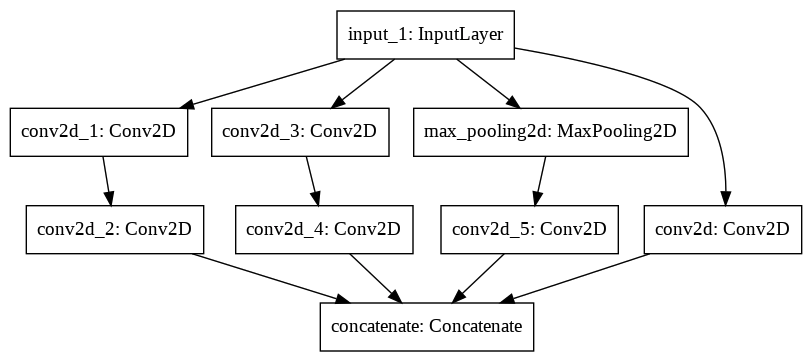 input_1: InputLayer
conv2d_1: Conv2D
conv2d_3: Conv2D
max_pooling2d: MaxPooling2D
conv2d_2: Conv2D
conv2d_4: Conv2D
conv2d_5: Conv2D
conv2d: Conv2D
concatenate: Concatenate